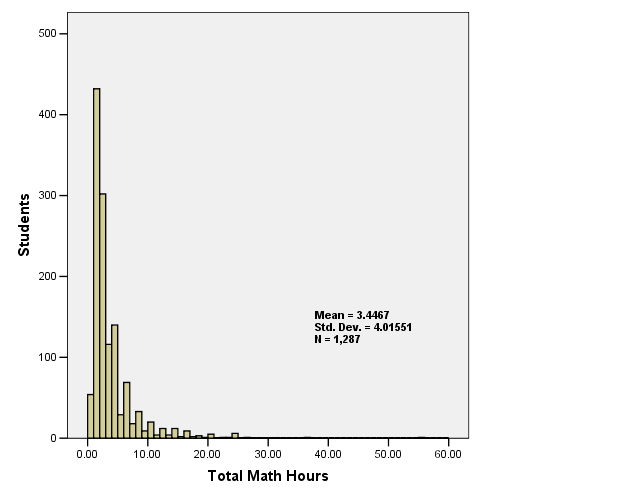 500
400
300
200
100
0
Students
Mean = 3.4467
Std. Dev. = 4.01551
N = 1,287
0.00 10.00 20.00 30.00 40.00 50.00 60.00
Total Math Hours